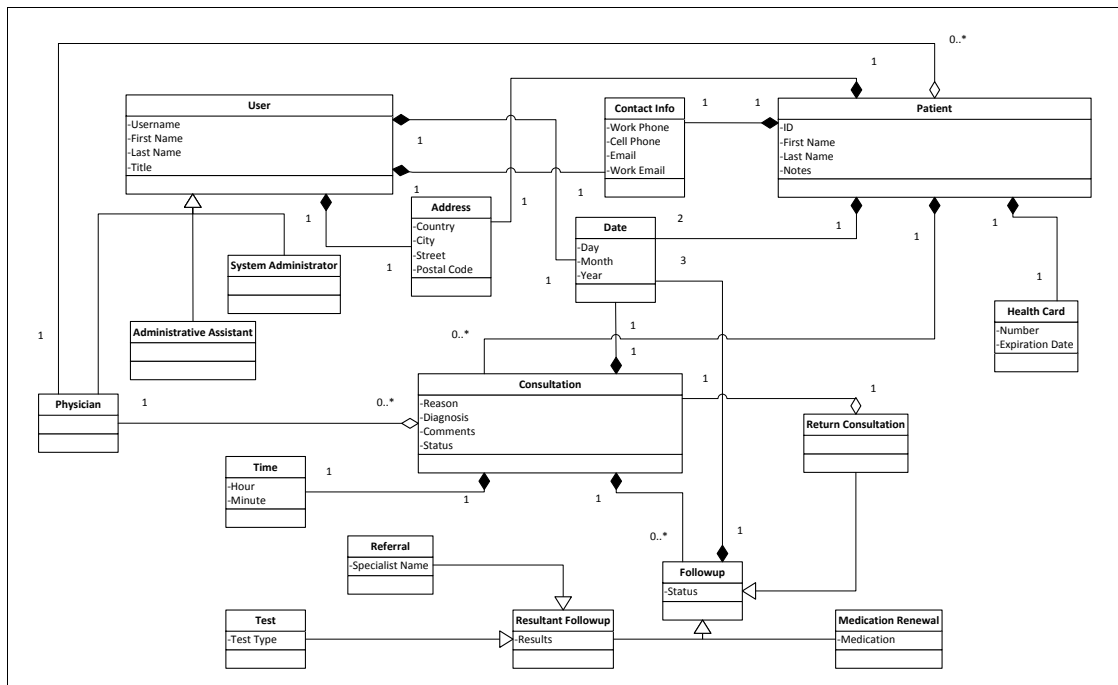 0..*
1
1
User
-Username
-First Name
-Last Name
-Title
1
1
Contact Info
-Work Phone
-Cell Phone
-Email
-Work Email
1
1
Patient
-ID
-First Name
-Last Name
-Notes
1
1
Address
-Country
-City
-Street
-Postal Code
1
1
Date
-Day
-Month
-Year
2
3
1
1
1
1
1
System Administrator
Administrative Assistant
Health Card
-Number
-Expiration Date
1
1
1
0..*
Consultation
-Reason
-Diagnosis
-Comments
-Status
1
1
Physician
1
0..*
Return Consultation
Time
-Hour
-Minute
1
1
1
0..*
1
Referral
-Specialist Name
Followup
-Status
Test
-Test Type
Resultant Followup
-Results
Medication Renewal
-Medication